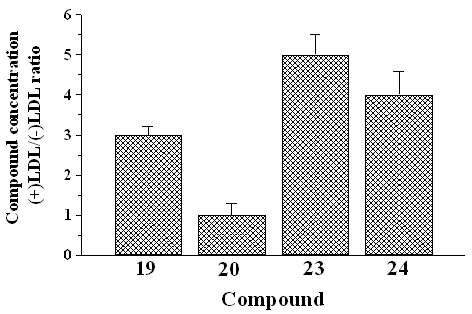 Compound concentration
(+)LDL/(-)LDL ratio
6
5
4
3
2
1
0
19 20 23 24
Compound